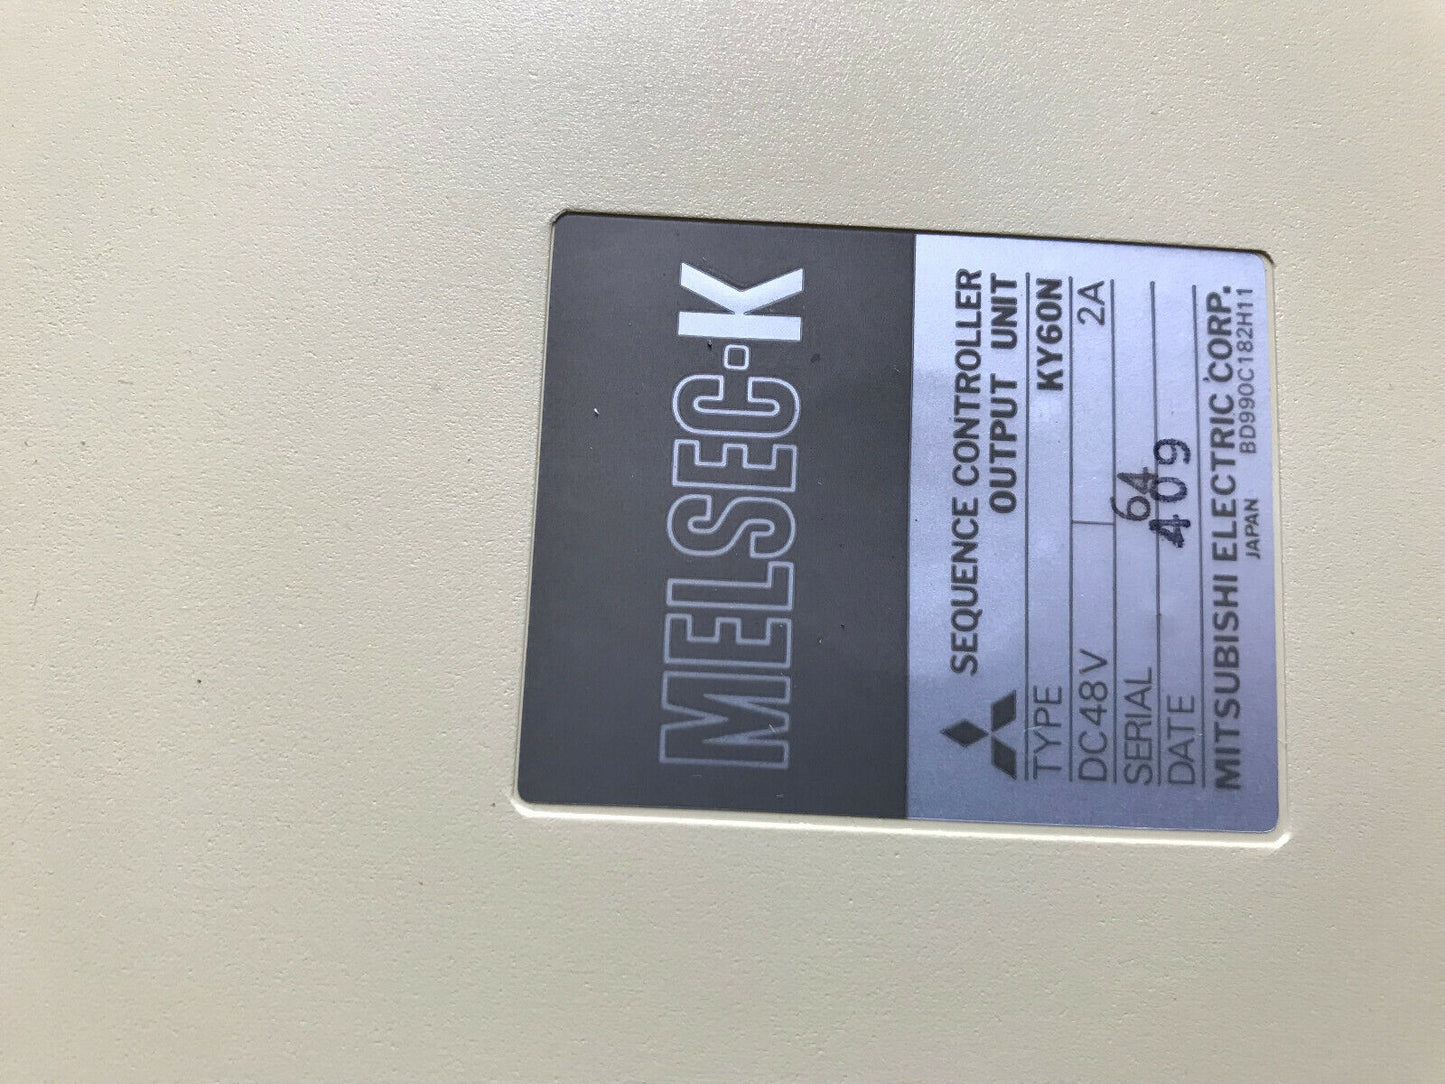 MELSEC-K
SEQUENCE CONTROLLER
OUTPUT UNIT
TYPE KY60N
DC48V 2A
SERIAL 64
DATE 409
MITSUBISHI ELECTRIC CORP.
JAPAN BD990C182H11